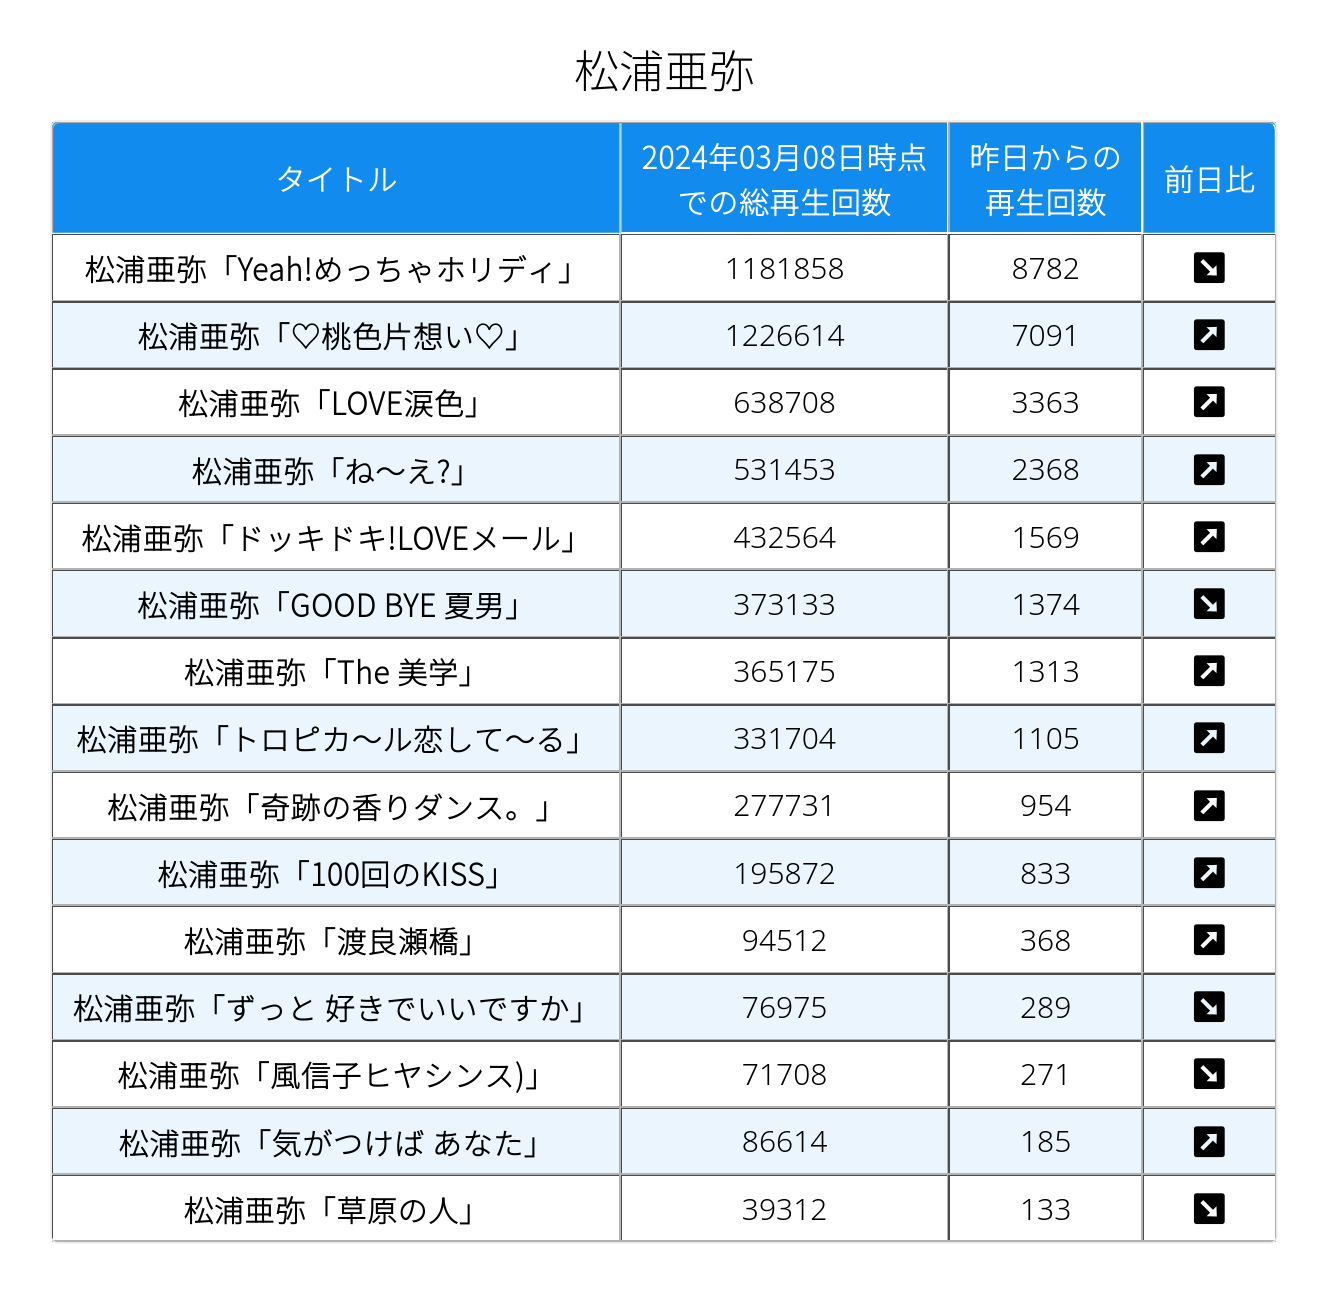 松浦亜弥
タイトル
2024年03月08日時点
での総再生回数
昨日からの
再生回数
前日比
松浦亜弥「Yeah!めっちゃホリディ」 1181858 8782
松浦亜弥「♡桃色片想い♡」 1226614 7091
松浦亜弥「LOVE涙色」 638708 3363
松浦亜弥「ね〜え?」 531453 2368
松浦亜弥「ドッキドキ!LOVEメール」 432564 1569
松浦亜弥「GOOD BYE 夏男」 373133 1374
松浦亜弥「The 美学」 365175 1313
松浦亜弥「トロピカ〜ル恋して〜る」 331704 1105
松浦亜弥「奇跡の香りダンス。」 277731 954
松浦亜弥「100回のKISS」 195872 833
松浦亜弥「渡良瀬橋」 94512 368
松浦亜弥「ずっと 好きでいいですか」 76975 289
松浦亜弥「風信子ヒヤシンス)」 71708 271
松浦亜弥「気がつけば あなた」 86614 185
松浦亜弥「草原の人」 39312 133